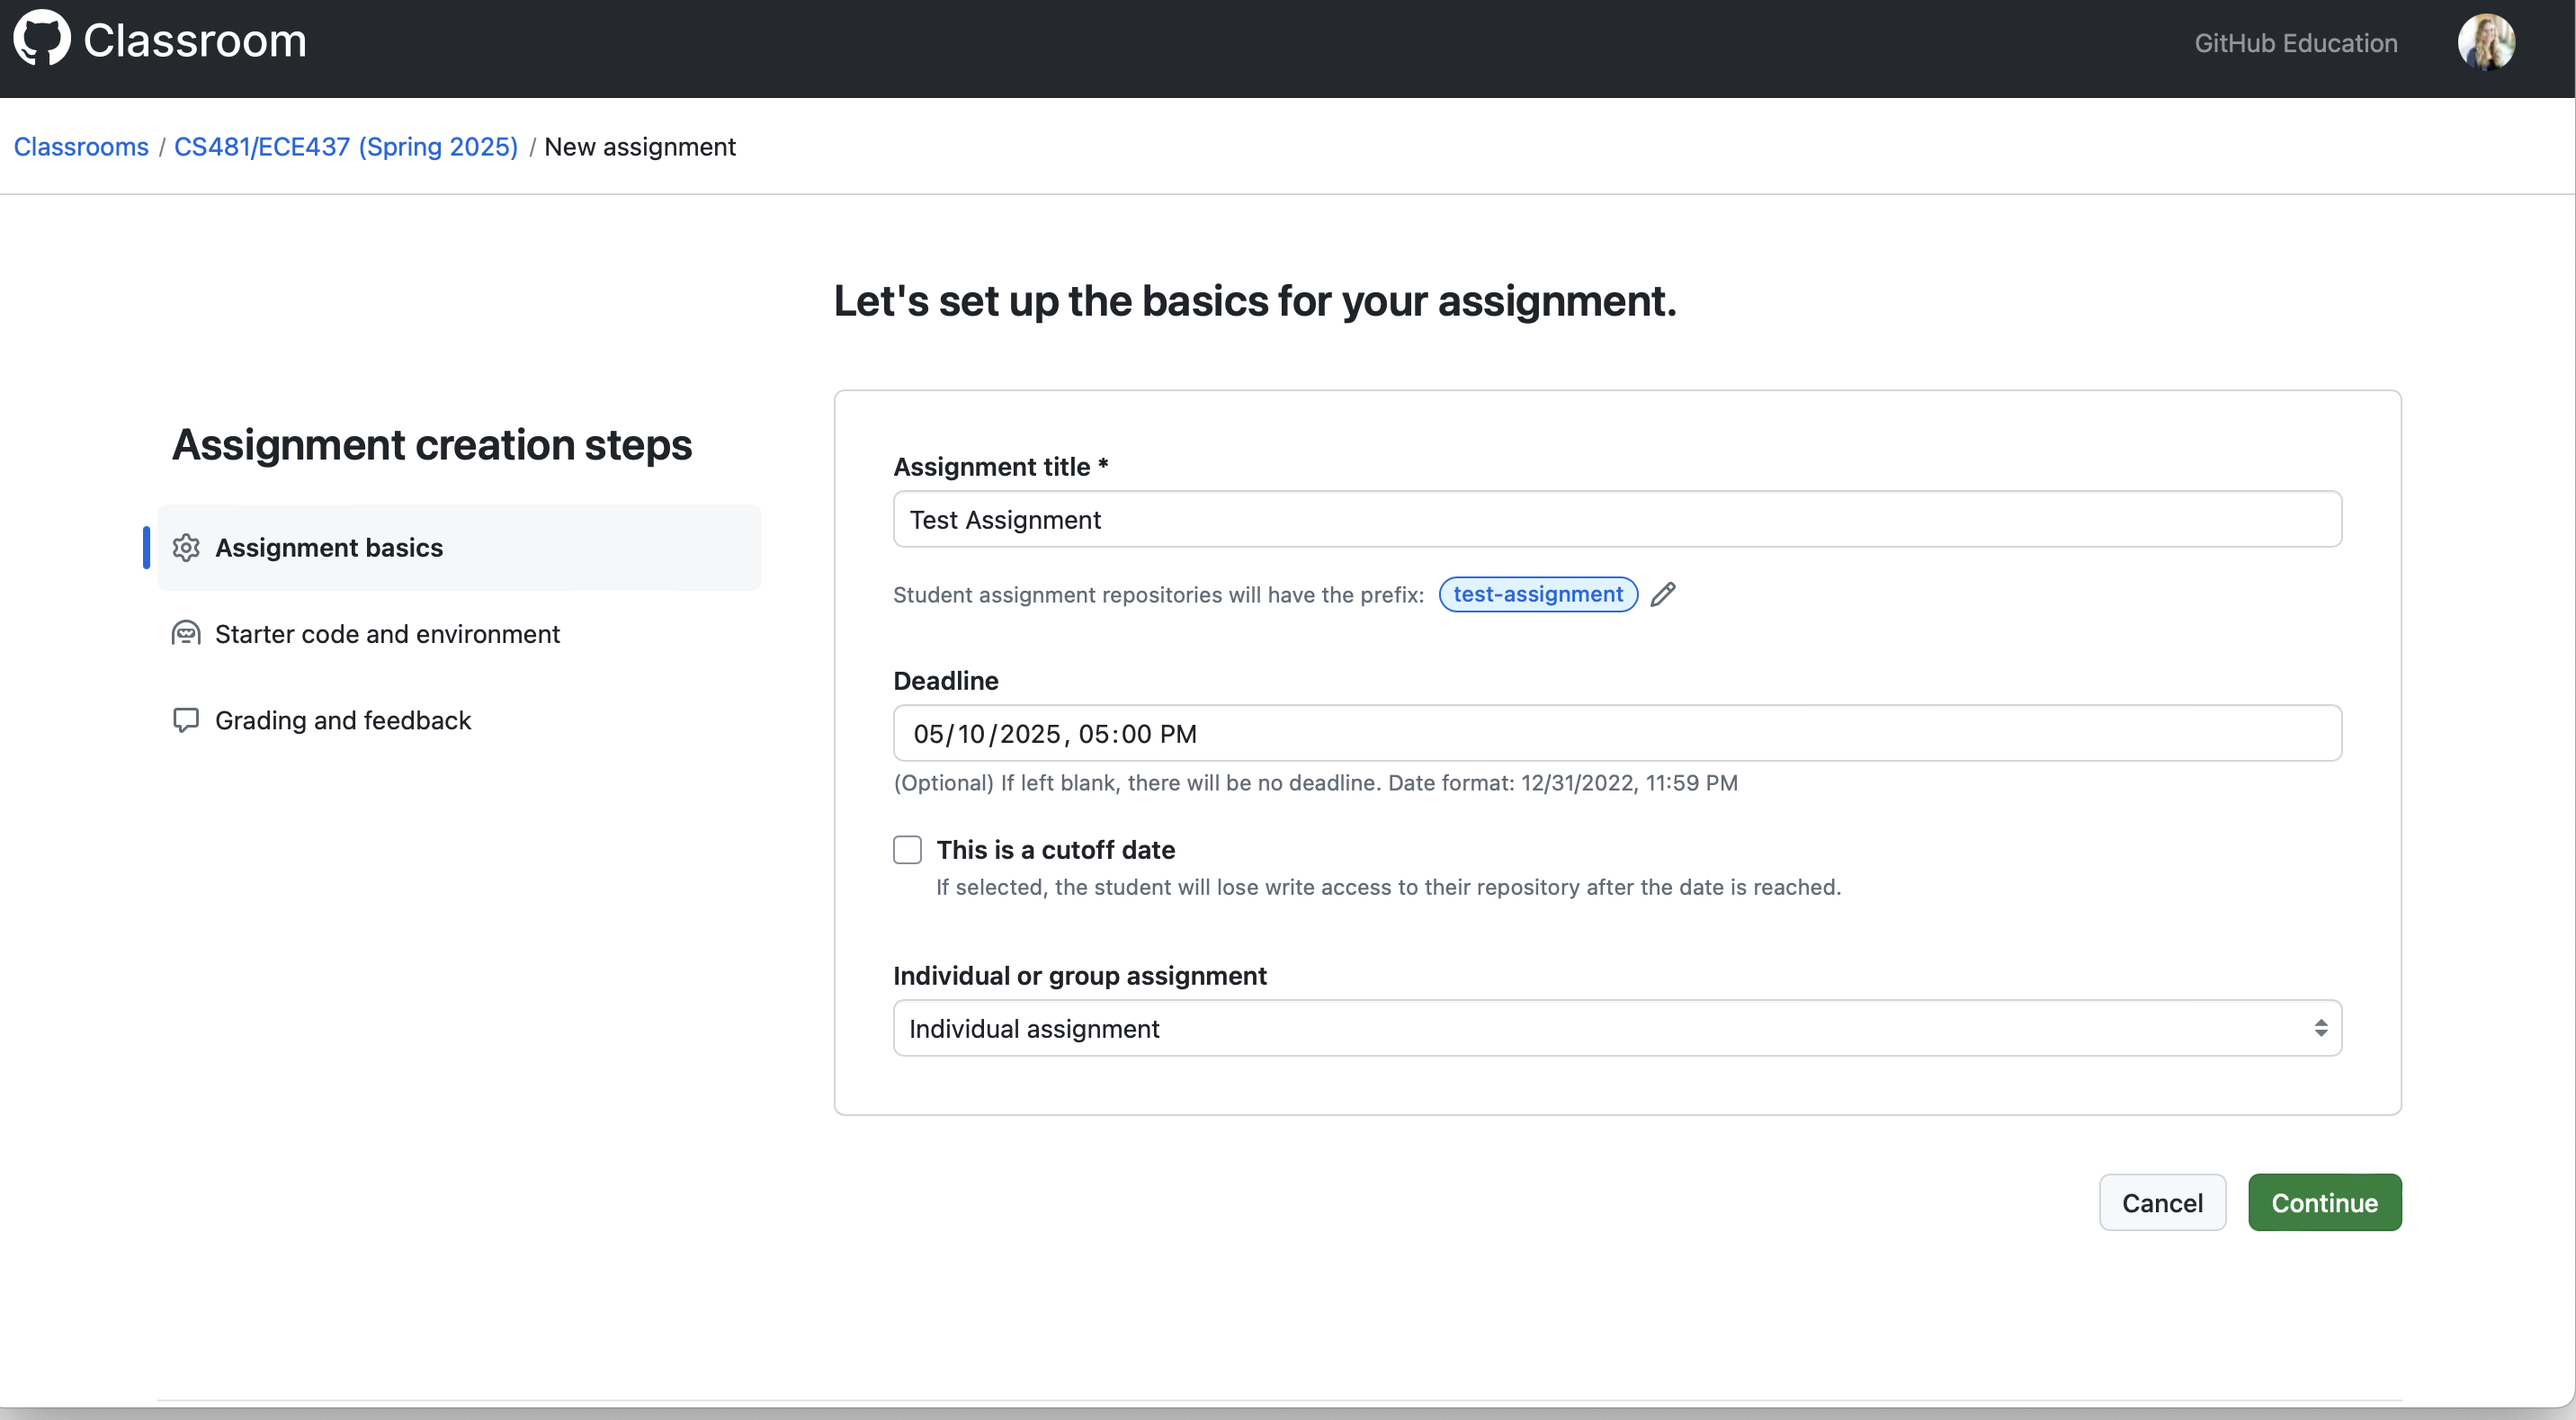 Classroom
GitHub Education
Classrooms / CS481/ECE437 (Spring 2025) / New assignment
Let's set up the basics for your assignment.
Assignment creation steps
Assignment basics
Starter code and environment
Grading and feedback
Assignment title *
Test Assignment
Student assignment repositories will have the prefix: test-assignment
Deadline
05/10/2025, 05:00 PM
(Optional) If left blank, there will be no deadline. Date format: 12/31/2022, 11:59 PM
This is a cutoff date
If selected, the student will lose write access to their repository after the date is reached.
Individual or group assignment
Individual assignment
Cancel
Continue